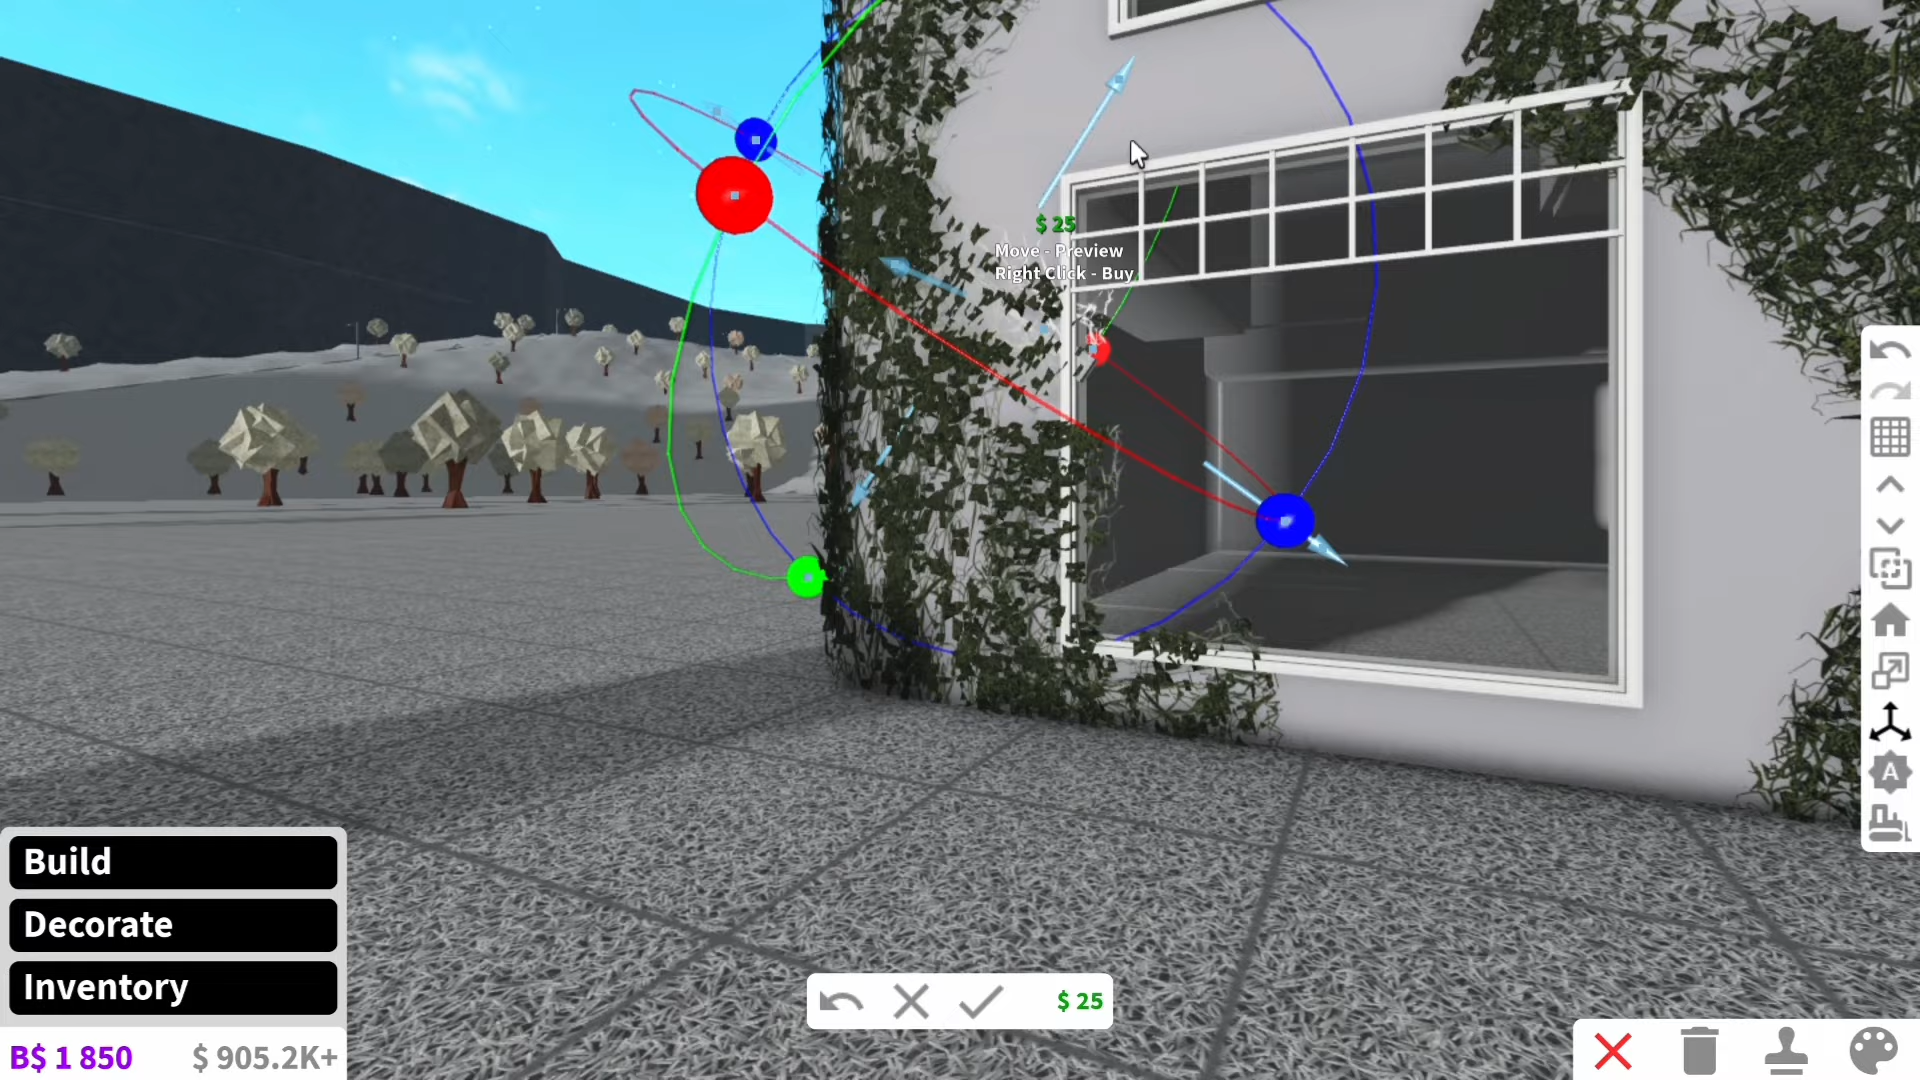 $ 25
Move - Preview
Right Click - Buy
A
Build
Decorate
Inventory
B$ 1 850
$ 905.2K+
$ 25